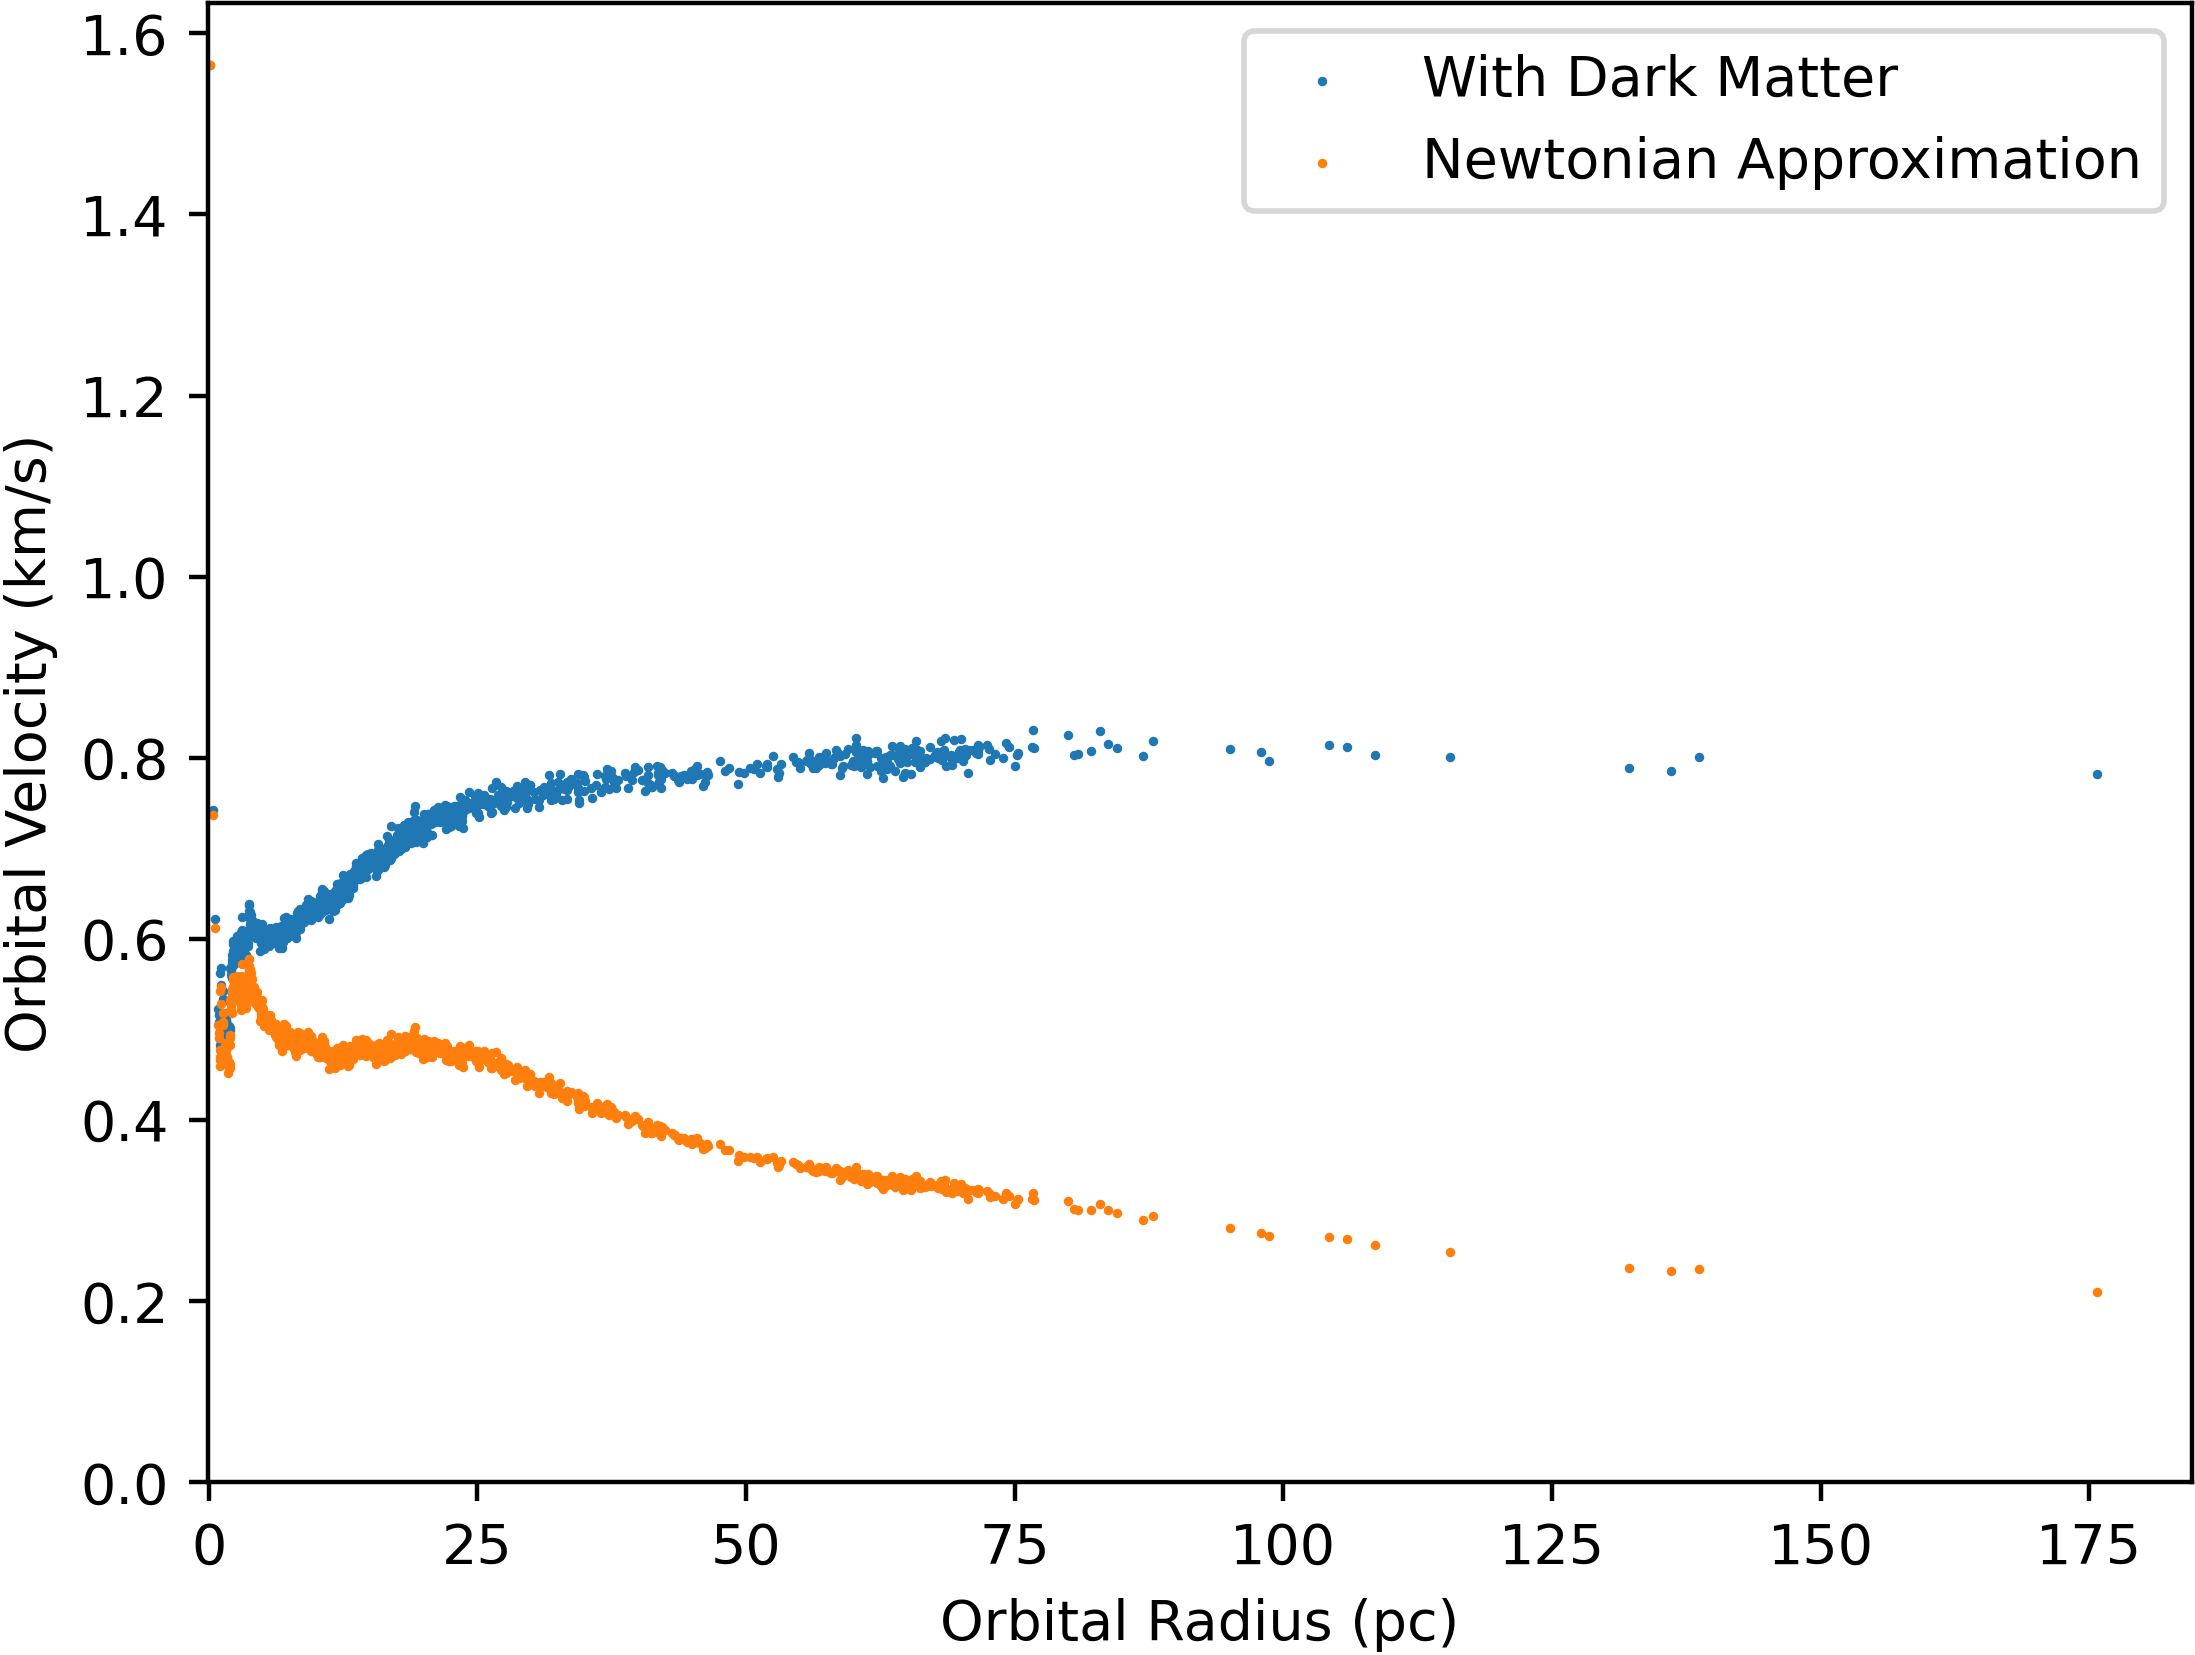 1.6
1.4
1.2
1.0
0.8
0.6
0.4
0.2
0.0
Orbital Velocity (km/s)
With Dark Matter
Newtonian Approximation
0 25 50 75 100 125 150 175
Orbital Radius (pc)